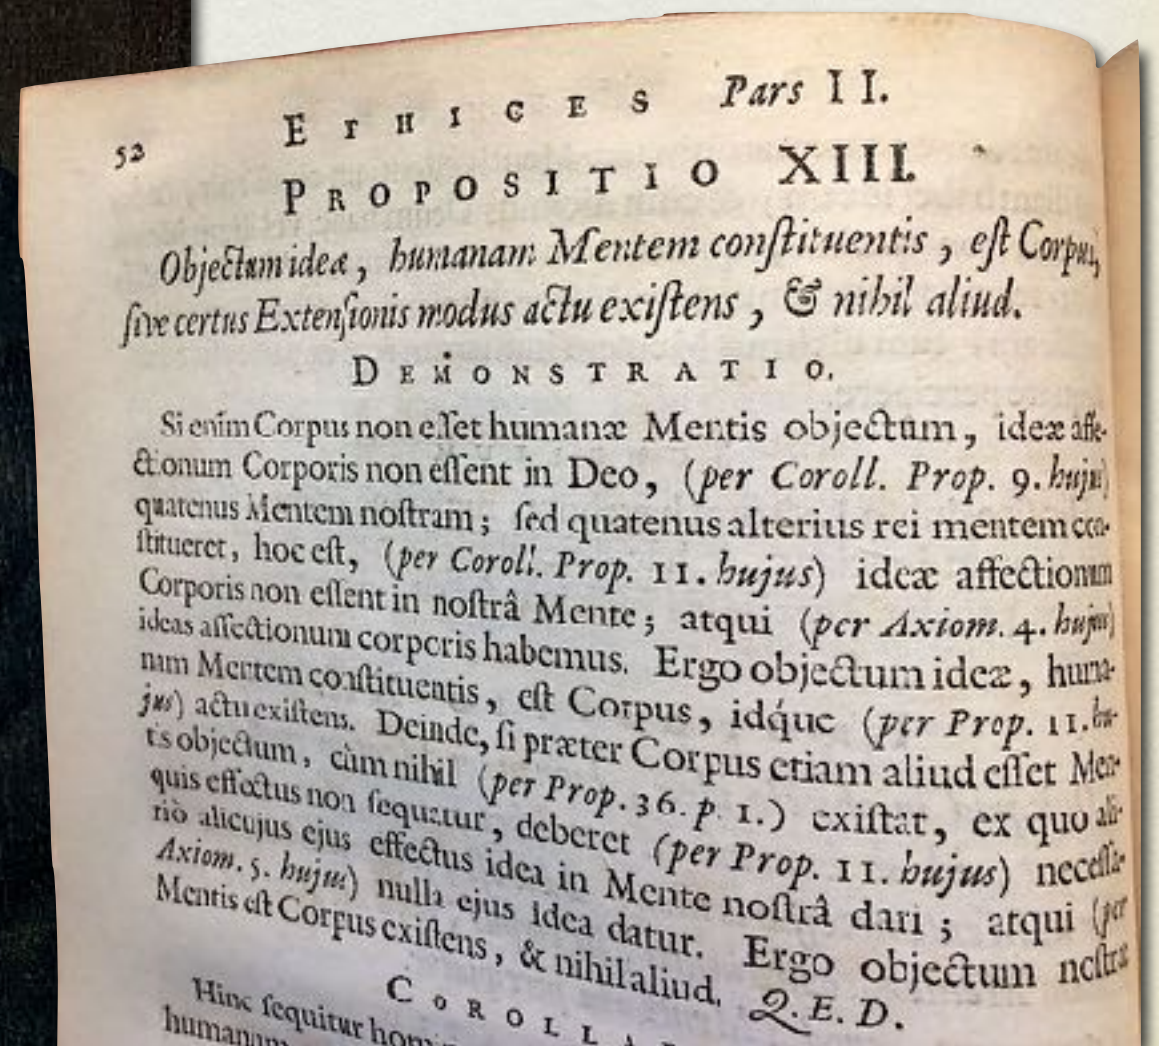 52 ETHICES Pars II.
PROPOSITIO XIII.
Objectum ideæ, humanam Mentem conſtituentis, eſt Corpus,
ſive certus Extenſionis modus actu exiſtens, & nihil aliud.
DEMONSTRATIO.
Si enim Corpus non eſſet humanæ Mentis objectum, ideæ affe-
ctionum Corporis non eſſent in Deo, (per Coroll. Prop. 9. hujus)
quatenus Mentem noſtram; ſed quatenus alterius rei mentem con-
ſtitueret, hoc eſt, (per Coroll. Prop. 11. hujus) ideæ affectionum
Corporis non eſſent in noſtrâ Mente; atqui (per Axiom. 4. hujus)
ideas affectionum corporis habemus. Ergo objectum ideæ, huma-
nam Mentem conſtituentis, eſt Corpus, idque (per Prop. 11. hu-
jus) actu exiſtens. Deinde, ſi præter Corpus etiam aliud eſſet Men-
tis objectum, cùm nihil (per Prop. 36. p. 1.) exiſtat, ex quo ali-
quis effectus non ſequatur, deberet (per Prop. 11. hujus) neceſſa-
riò alicujus ejus effectus idea in Mente noſtrâ dari; atqui (per
Axiom. 5. hujus) nulla ejus idea datur. Ergo objectum noſtræ
Mentis eſt Corpus exiſtens, & nihil aliud. Q.E.D.
COROLL
Hinc ſequitur
humanam